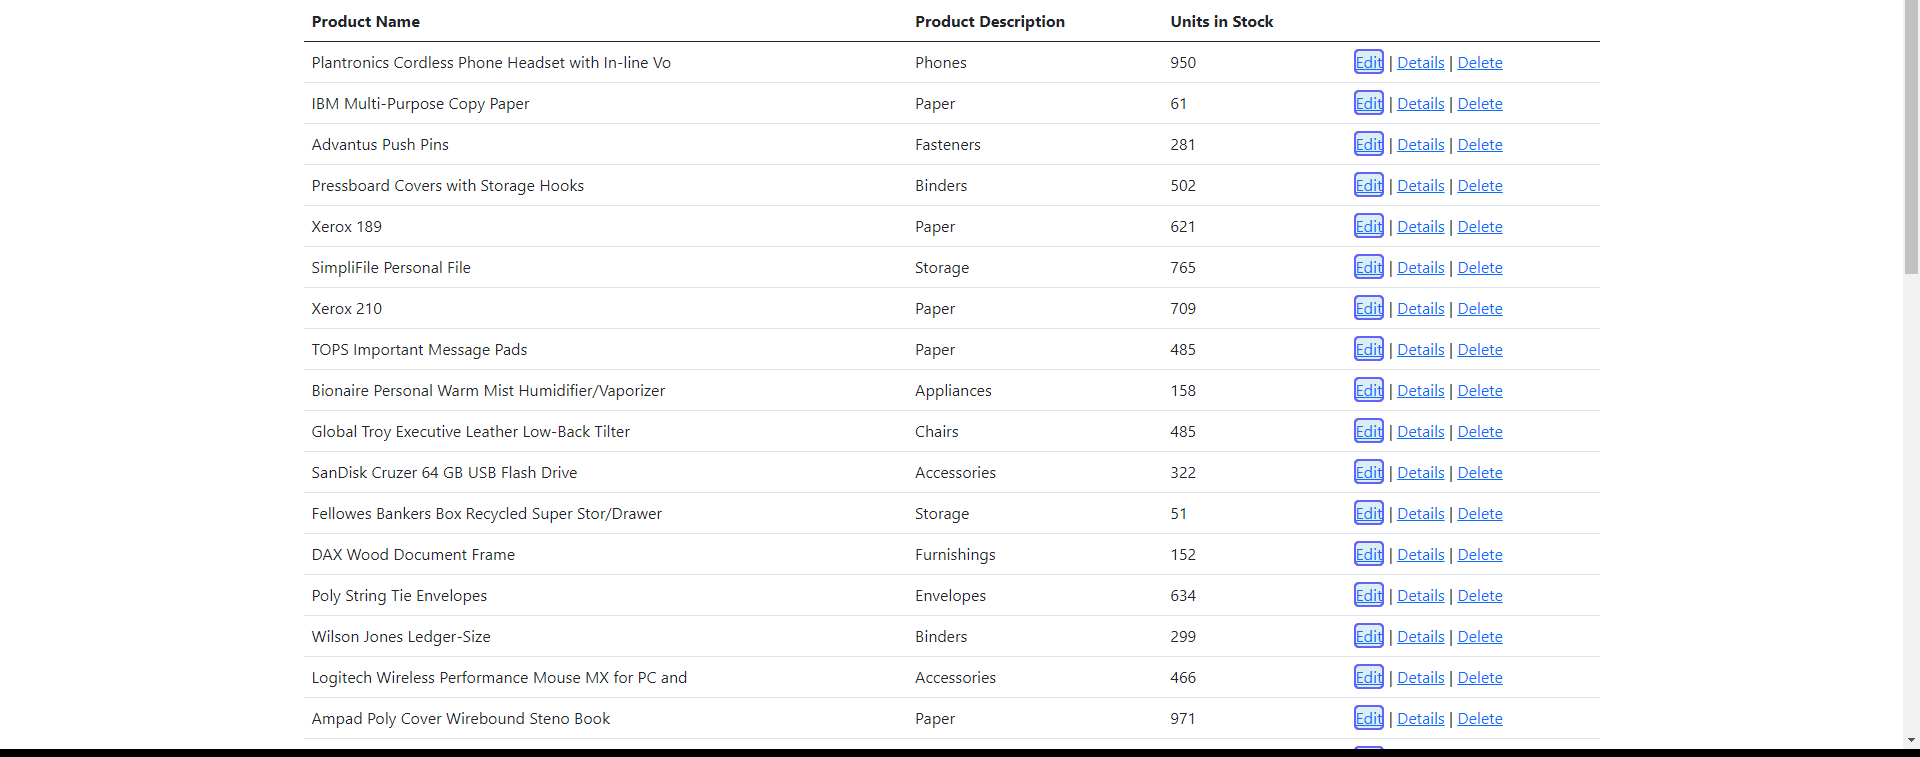 Product Name Product Description Units in Stock
Plantronics Cordless Phone Headset with In-line Vo Phones 950 Edit | Details | Delete
IBM Multi-Purpose Copy Paper Paper 61 Edit | Details | Delete
Advantus Push Pins Fasteners 281 Edit | Details | Delete
Pressboard Covers with Storage Hooks Binders 502 Edit | Details | Delete
Xerox 189 Paper 621 Edit | Details | Delete
SimpliFile Personal File Storage 765 Edit | Details | Delete
Xerox 210 Paper 709 Edit | Details | Delete
TOPS Important Message Pads Paper 485 Edit | Details | Delete
Bionaire Personal Warm Mist Humidifier/Vaporizer Appliances 158 Edit | Details | Delete
Global Troy Executive Leather Low-Back Tilter Chairs 485 Edit | Details | Delete
SanDisk Cruzer 64 GB USB Flash Drive Accessories 322 Edit | Details | Delete
Fellowes Bankers Box Recycled Super Stor/Drawer Storage 51 Edit | Details | Delete
DAX Wood Document Frame Furnishings 152 Edit | Details | Delete
Poly String Tie Envelopes Envelopes 634 Edit | Details | Delete
Wilson Jones Ledger-Size Binders 299 Edit | Details | Delete
Logitech Wireless Performance Mouse MX for PC and Accessories 466 Edit | Details | Delete
Ampad Poly Cover Wirebound Steno Book Paper 971 Edit | Details | Delete